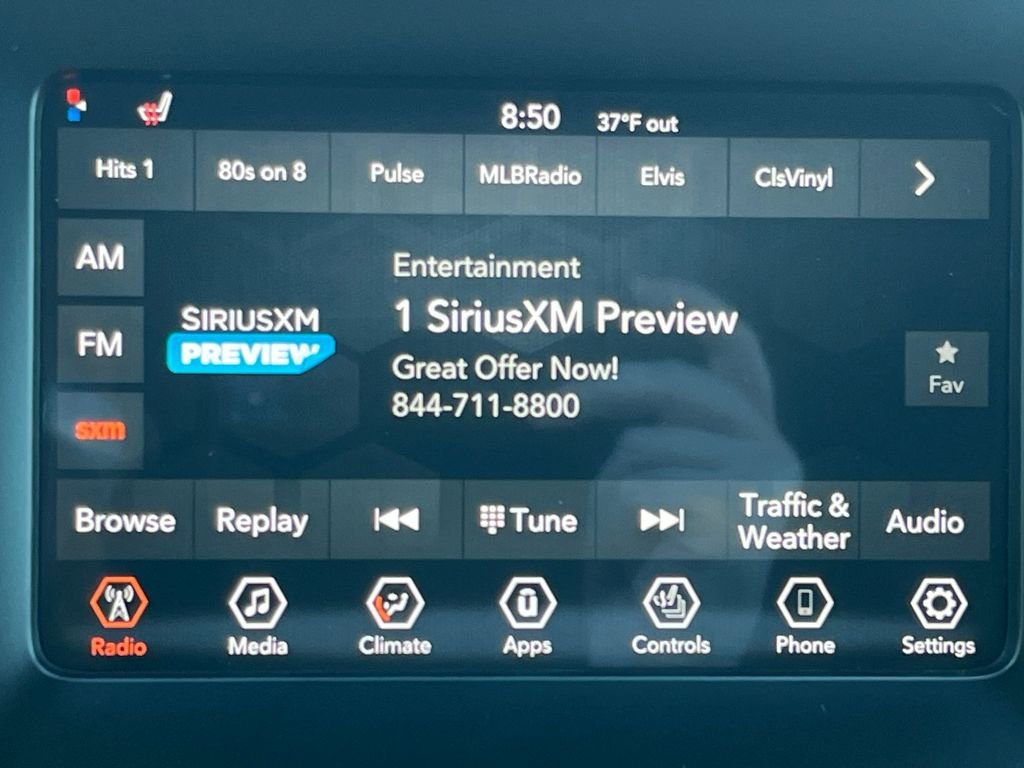 8:50 37°F out
Hits 1 80s on 8 Pulse MLBRadio Elvis ClsVinyl
AM
FM
sxm
SIRIUSXM
PREVIEW
Entertainment
1 SiriusXM Preview
Great Offer Now!
844-711-8800
Fav
Browse Replay Tune Traffic &
Weather Audio
Radio Media Climate Apps Controls Phone Settings